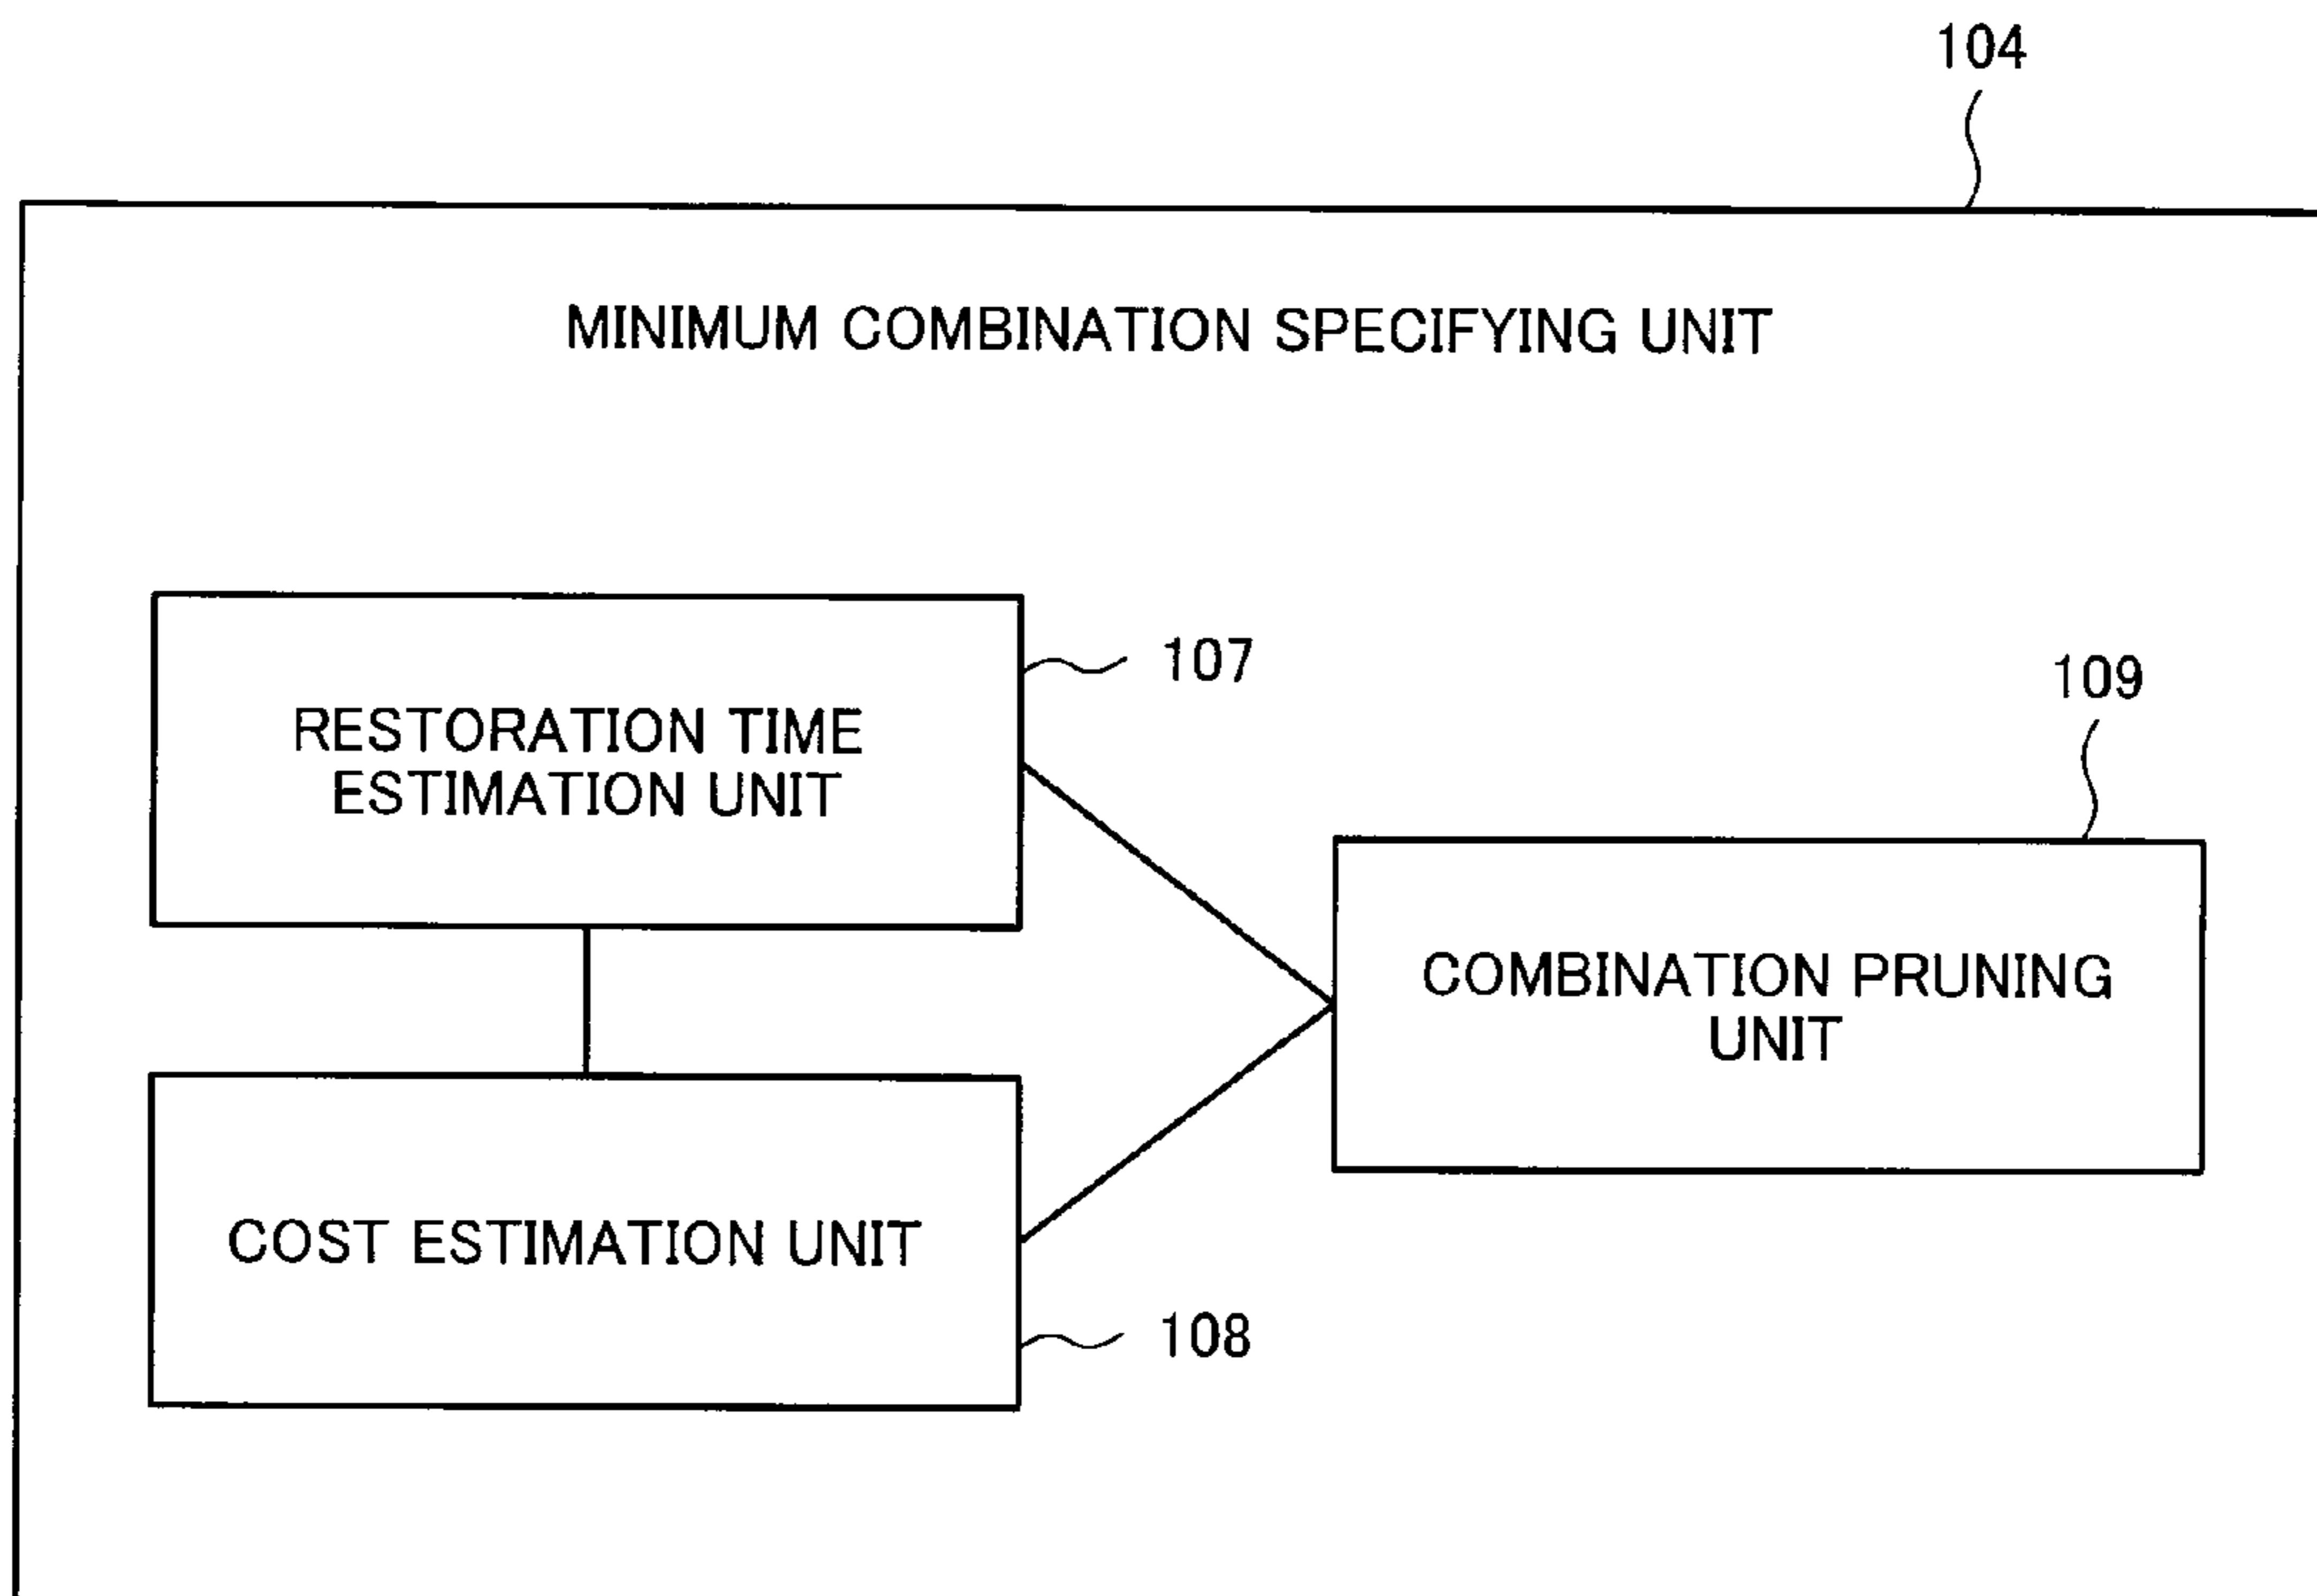 104
MINIMUM COMBINATION SPECIFYING UNIT
107
RESTORATION TIME
ESTIMATION UNIT
109
COMBINATION PRUNING
UNIT
COST ESTIMATION UNIT
108